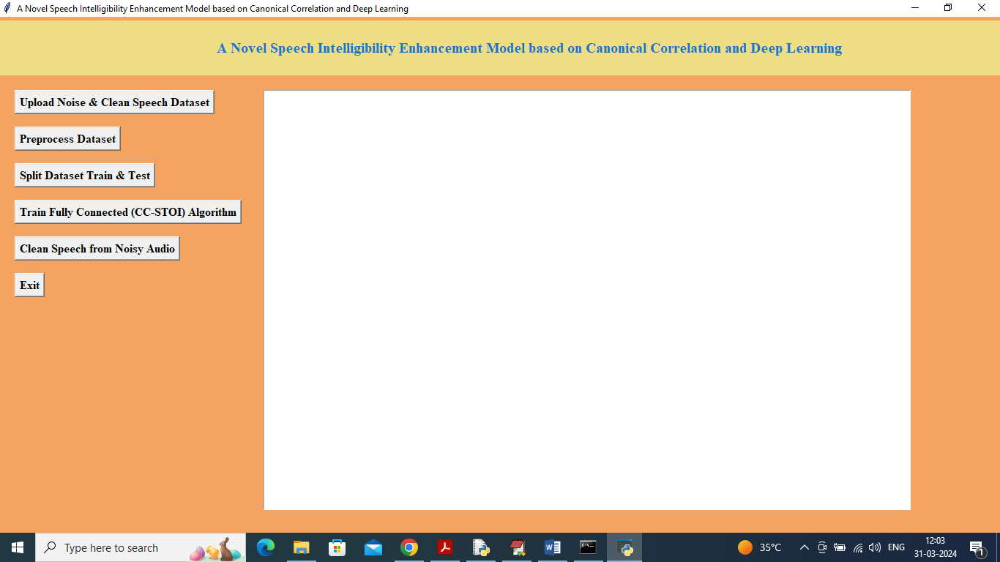 A Novel Speech Intelligibility Enhancement Model based on Canonical Correlation and Deep Learning
A Novel Speech Intelligibility Enhancement Model based on Canonical Correlation and Deep Learning
Upload Noise & Clean Speech Dataset
Preprocess Dataset
Split Dataset Train & Test
Train Fully Connected (CC-STOI) Algorithm
Clean Speech from Noisy Audio
Exit
Type here to search
35°C
ENG
12:03
31-03-2024
1